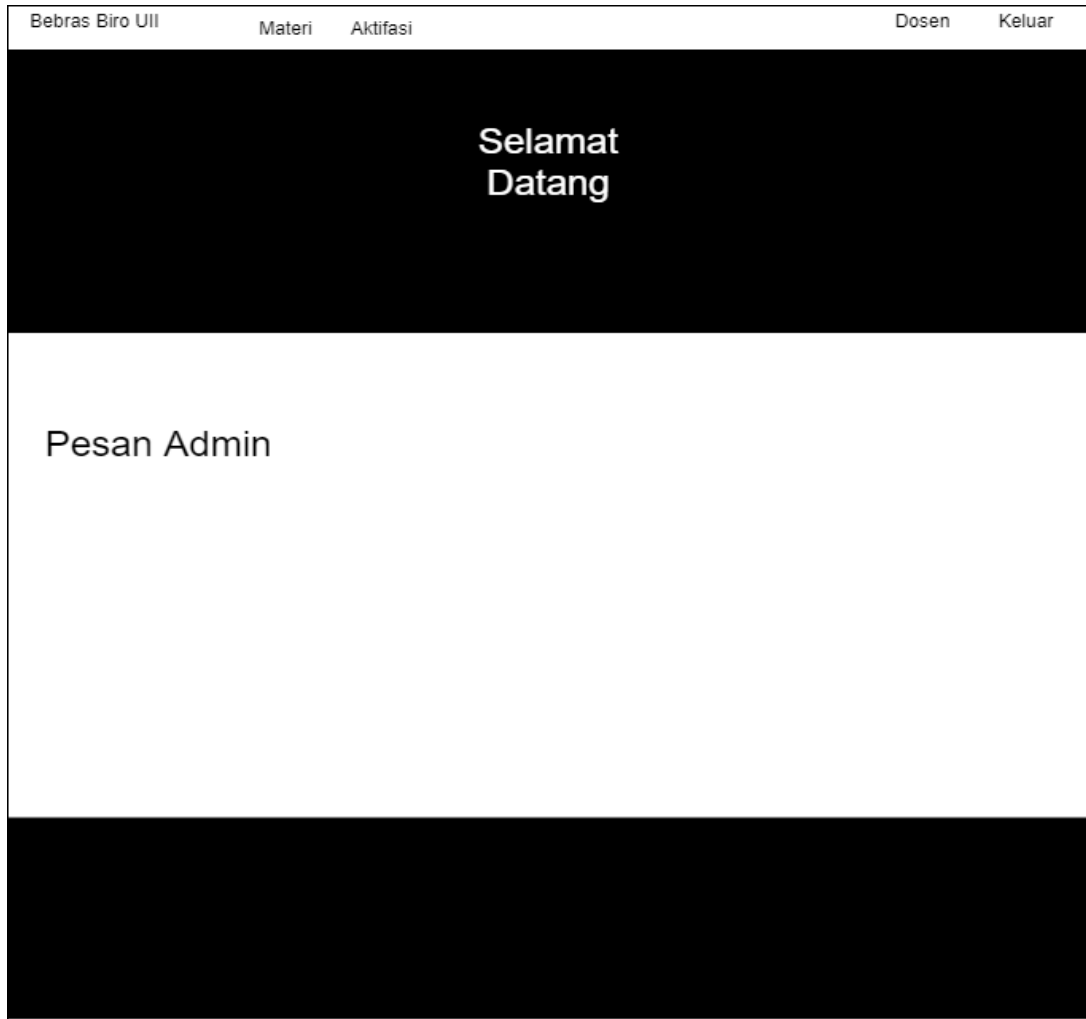 Bebras Biro UII
Materi
Aktifasi
Dosen
Keluar
Selamat
Datang
Pesan Admin